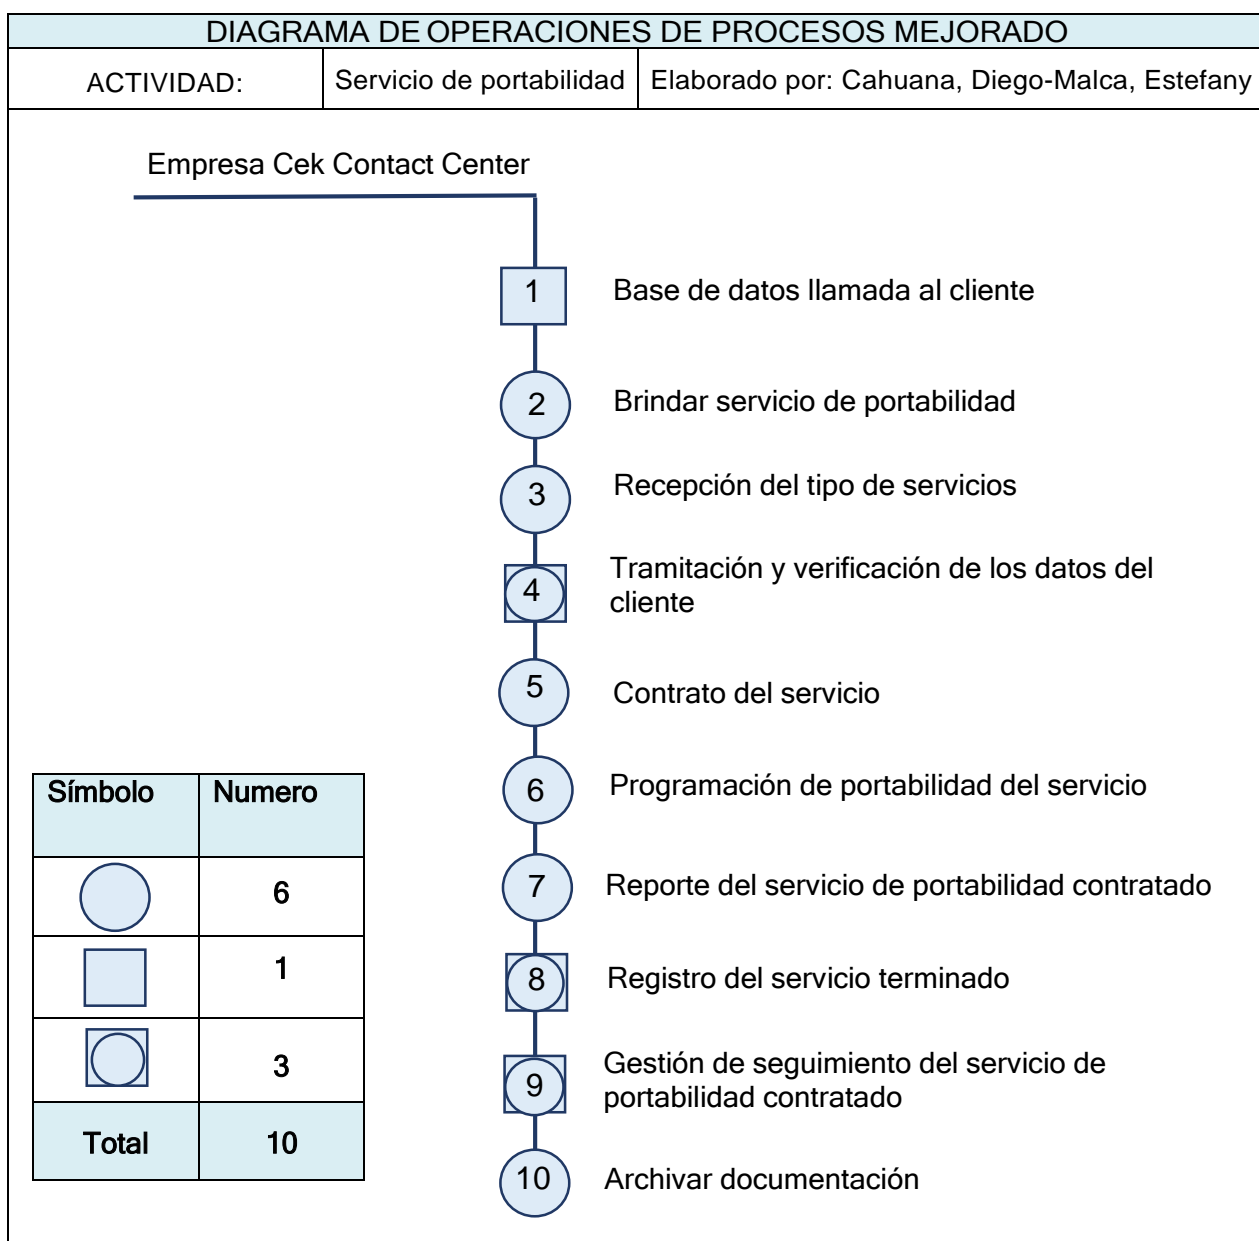 DIAGRAMA DE OPERACIONES DE PROCESOS MEJORADO
ACTIVIDAD:
Servicio de portabilidad
Elaborado por: Cahuana, Diego-Malca, Estefany
Empresa Cek Contact Center
1
Base de datos llamada al cliente
2
Brindar servicio de portabilidad
3
Recepción del tipo de servicios
4
Tramitación y verificación de los datos del
cliente
5
Contrato del servicio
6
Programación de portabilidad del servicio
7
Reporte del servicio de portabilidad contratado
8
Registro del servicio terminado
9
Gestión de seguimiento del servicio de
portabilidad contratado
10
Archivar documentación
Símbolo
Numero
6
1
3
Total
10